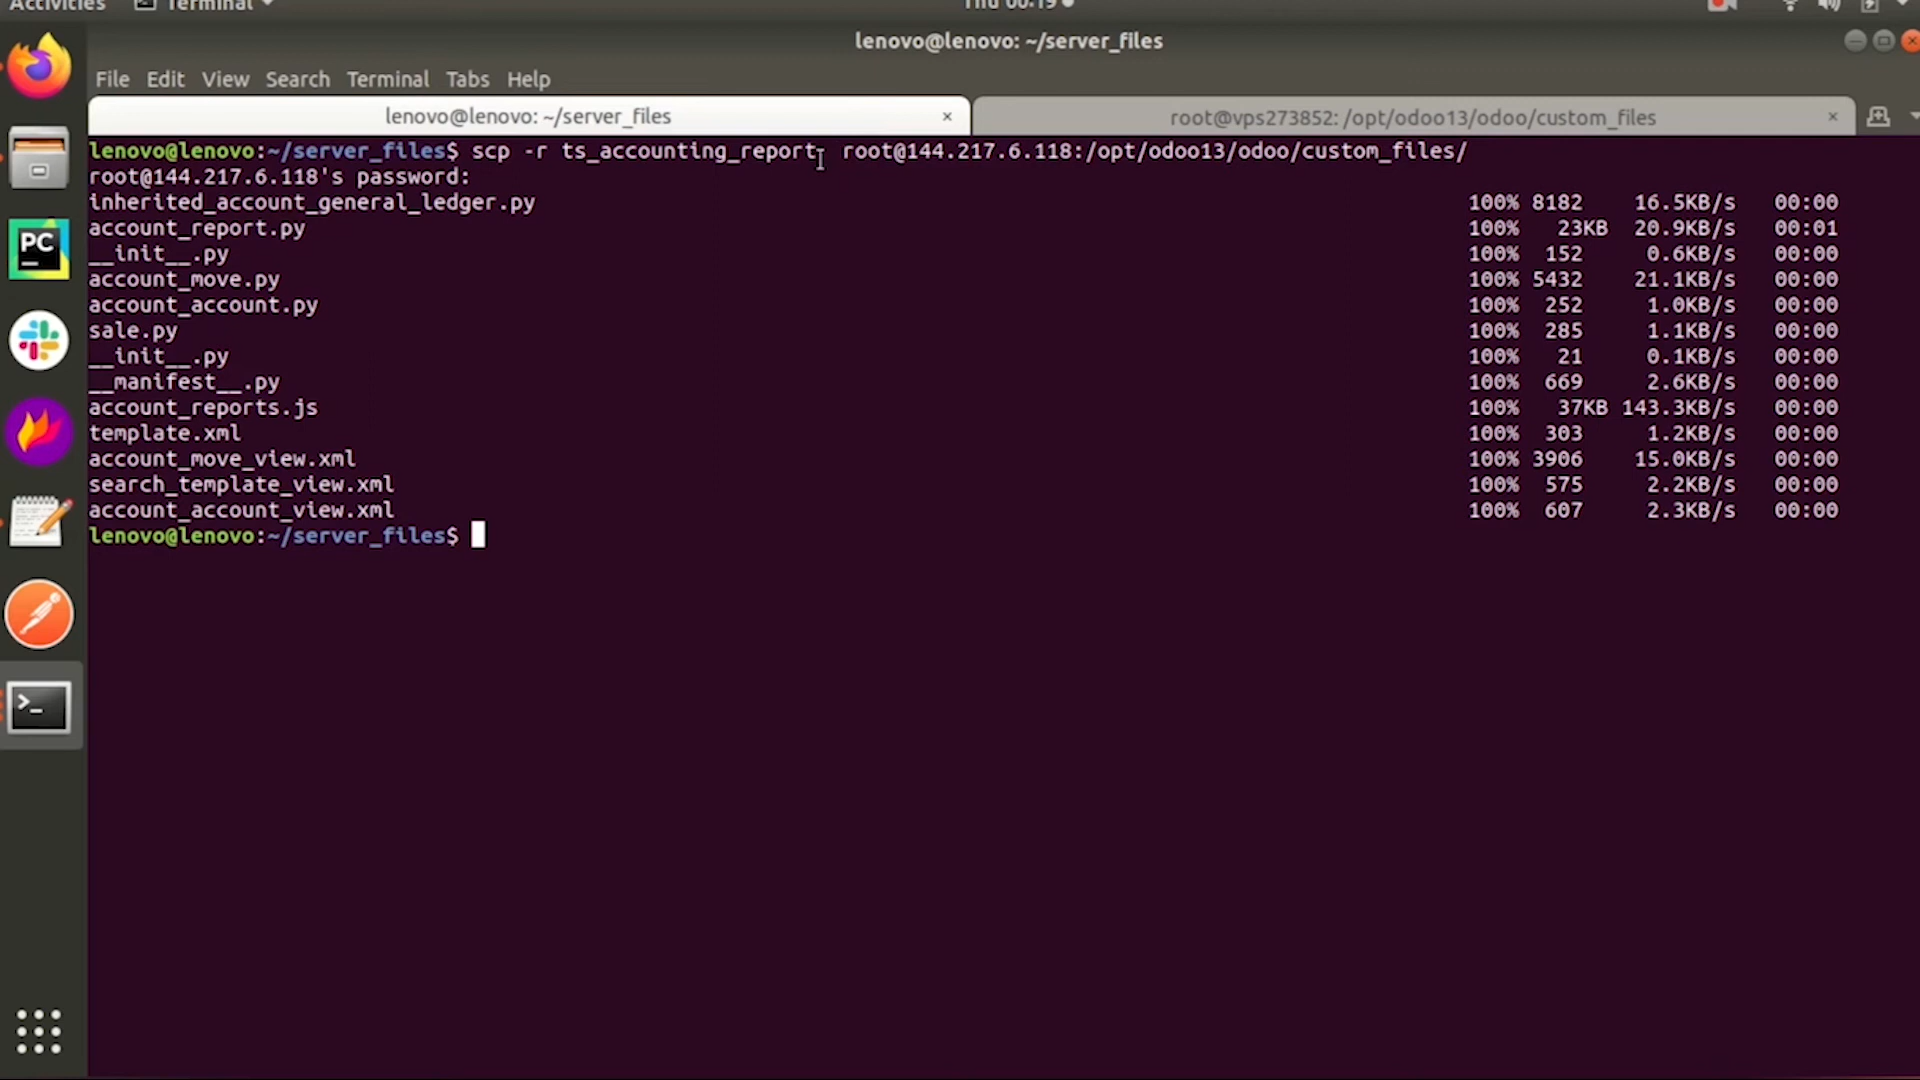 Activities Terminal Thu 00:19
lenovo@lenovo: ~/server_files
File Edit View Search Terminal Tabs Help
lenovo@lenovo: ~/server_files × root@vps273852: /opt/odoo13/odoo/custom_files ×
lenovo@lenovo:~/server_files$ scp -r ts_accounting_report  root@144.217.6.118:/opt/odoo13/odoo/custom_files/
root@144.217.6.118's password:
inherited_account_general_ledger.py 100% 8182 16.5KB/s 00:00
account_report.py 100% 23KB 20.9KB/s 00:01
__init__.py 100% 152 0.6KB/s 00:00
account_move.py 100% 5432 21.1KB/s 00:00
account_account.py 100% 252 1.0KB/s 00:00
sale.py 100% 285 1.1KB/s 00:00
__init__.py 100% 21 0.1KB/s 00:00
__manifest__.py 100% 669 2.6KB/s 00:00
account_reports.js 100% 37KB 143.3KB/s 00:00
template.xml 100% 303 1.2KB/s 00:00
account_move_view.xml 100% 3906 15.0KB/s 00:00
search_template_view.xml 100% 575 2.2KB/s 00:00
account_account_view.xml 100% 607 2.3KB/s 00:00
lenovo@lenovo:~/server_files$
PC
>_